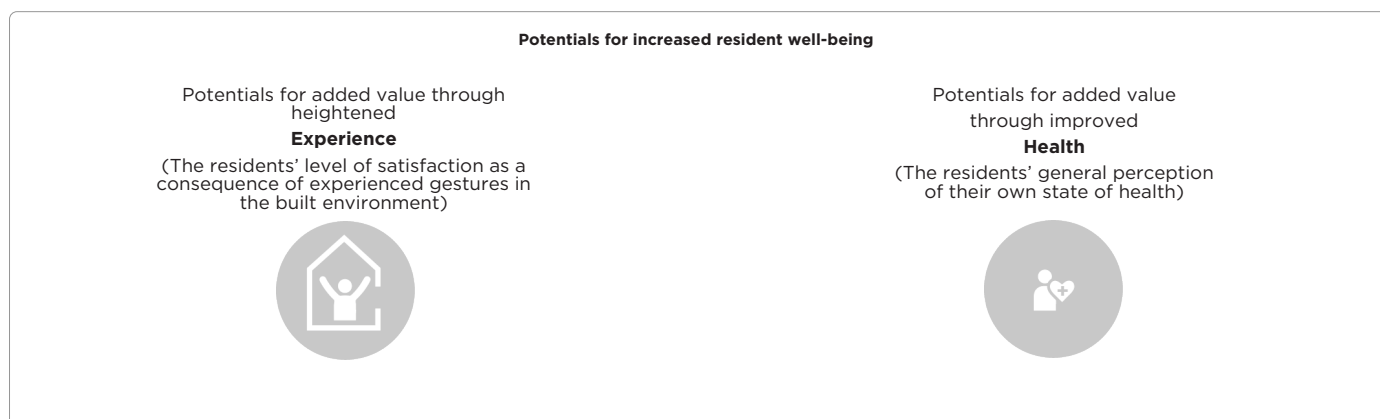 Potentials for increased resident well-being
Potentials for added value through
heightened
Experience
(The residents’ level of satisfaction as a
consequence of experienced gestures in
the built environment)
Potentials for added value
through improved
Health
(The residents’ general perception
of their own state of health)